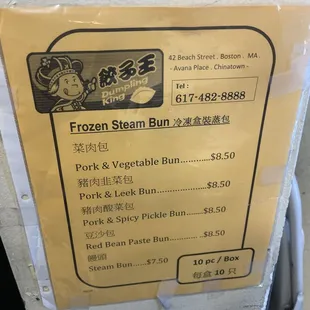 餃子王
Dumpling
King
42 Beach Street . Boston . MA .
- Avana Place . Chinatown -
Tel :
617-482-8888
Frozen Steam Bun 冷凍盒裝蒸包
菜肉包
Pork & Vegetable Bun............$8.50
豬肉韭菜包
Pork & Leek Bun....................$8.50
豬肉酸菜包
Pork & Spicy Pickle Bun........$8.50
豆沙包
Red Bean Paste Bun.... .. ..$8.50
饅頭
Steam Bun.....$7.50
10 pc / Box
每盒 10 只